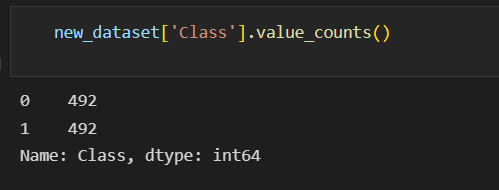 new_dataset['Class'].value_counts()
0    492
1    492
Name: Class, dtype: int64